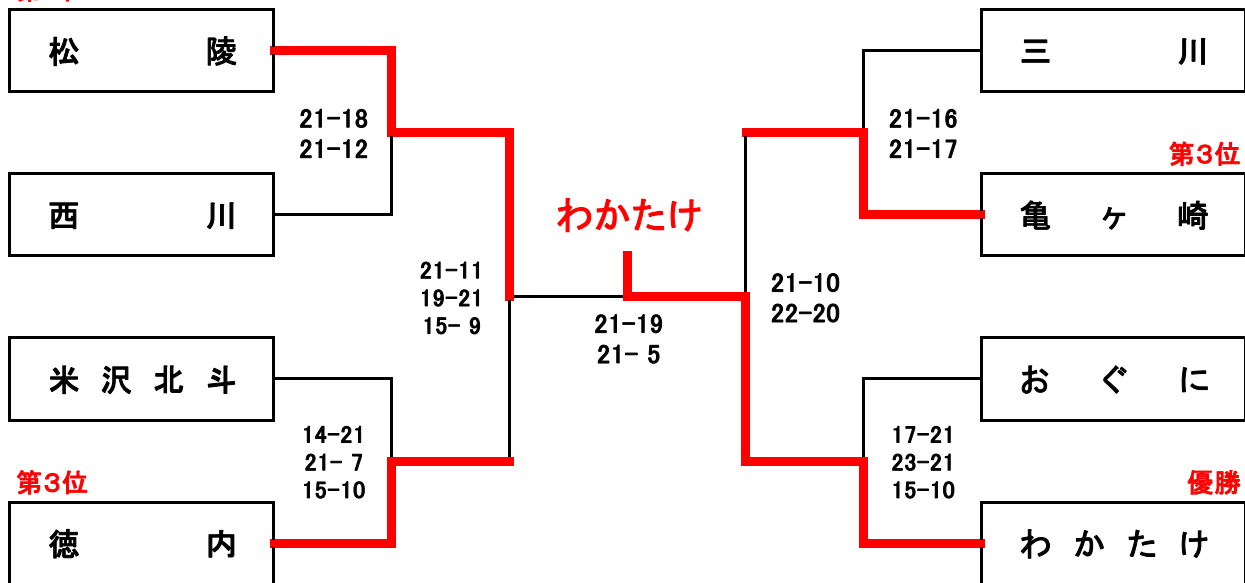 松陵
三川
21-18
21-12
21-16
21-17
第3位
西川
わかたけ
亀ヶ崎
21-11
19-21
15- 9
21-10
22-20
21-19
21- 5
米沢北斗
おぐに
14-21
21- 7
15-10
17-21
23-21
15-10
第3位
優勝
徳内
わかたけ